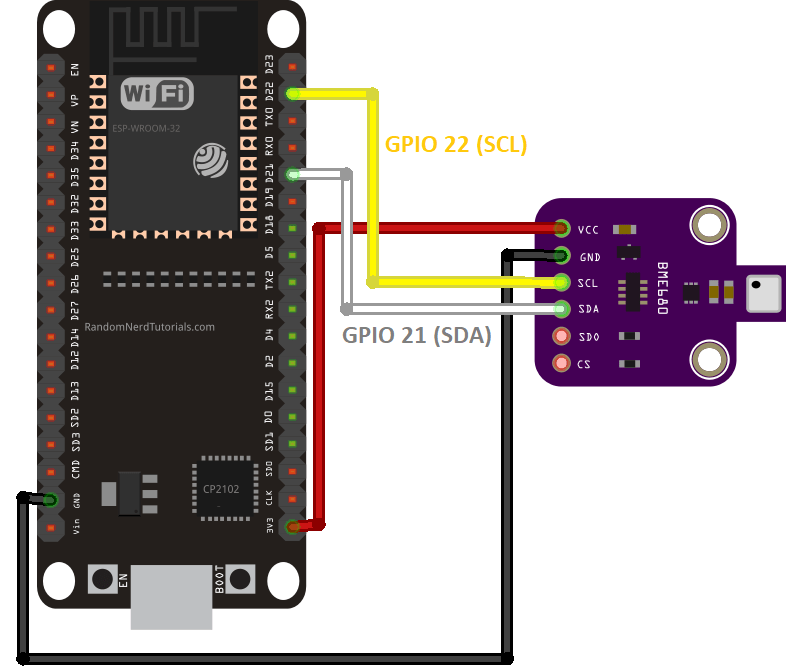 EN
VP
VN
D34
D35
D32
D33
D25
D26
D27
D14
D12
D13
SD2
SD3
CMD
GND
Vin
WiFi
ESP-WROOM-32
RandomNerdTutorials.com
CP2102
EN
BOOT
D23
D22
TX0
RX0
D21
D19
D18
D5
TX2
RX2
D4
D2
D15
D0
SD1
SD0
CLK
3V3
GPIO 22 (SCL)
GPIO 21 (SDA)
VCC
GND
SCL
SDA
SDO
CS
BME680